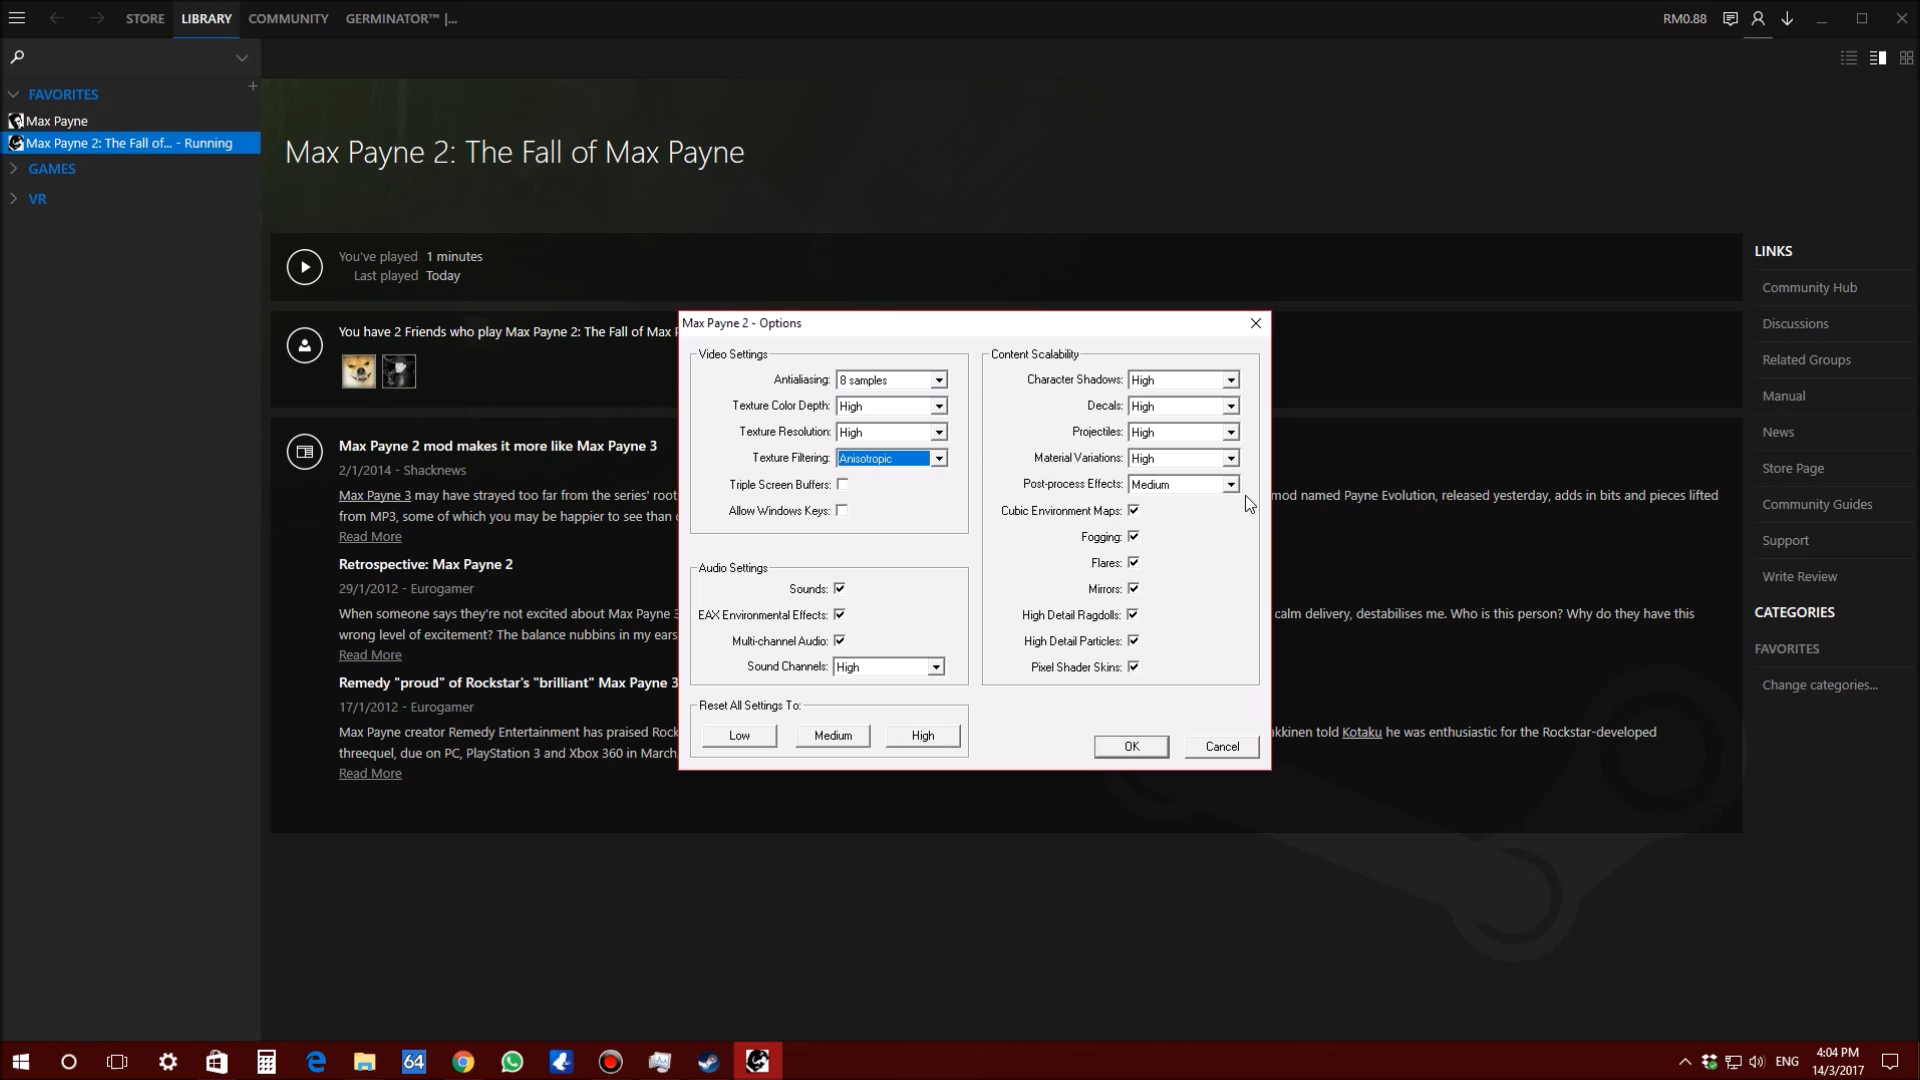 STORE LIBRARY COMMUNITY GERMINATOR™ |... RM0.88
FAVORITES
Max Payne
Max Payne 2: The Fall of... - Running
GAMES
VR
Max Payne 2: The Fall of Max Payne
You've played 1 minutes
Last played Today
You have 2 Friends who play Max Payne 2: The Fall of Max
Max Payne 2 mod makes it more like Max Payne 3
2/1/2014 - Shacknews
Max Payne 3 may have strayed too far from the series' root mod named Payne Evolution, released yesterday, adds in bits and pieces lifted
from MP3, some of which you may be happier to see than
Read More
Retrospective: Max Payne 2
29/1/2012 - Eurogamer
When someone says they're not excited about Max Payne 3 calm delivery, destabilises me. Who is this person? Why do they have this
wrong level of excitement? The balance nubbins in my ears
Read More
Remedy "proud" of Rockstar's "brilliant" Max Payne 3
17/1/2012 - Eurogamer
Max Payne creator Remedy Entertainment has praised Rock kkinen told Kotaku he was enthusiastic for the Rockstar-developed
threequel, due on PC, PlayStation 3 and Xbox 360 in March.
Read More
Max Payne 2 - Options
Video Settings
Antialiasing: 8 samples
Texture Color Depth: High
Texture Resolution: High
Texture Filtering: Anisotropic
Triple Screen Buffers:
Allow Windows Keys:
Audio Settings
Sounds:
EAX Environmental Effects:
Multi-channel Audio:
Sound Channels: High
Reset All Settings To:
Low Medium High
Content Scalability
Character Shadows: High
Decals: High
Projectiles: High
Material Variations: High
Post-process Effects: Medium
Cubic Environment Maps:
Fogging:
Flares:
Mirrors:
High Detail Ragdolls:
High Detail Particles:
Pixel Shader Skins:
OK Cancel
LINKS
Community Hub
Discussions
Related Groups
Manual
News
Store Page
Community Guides
Support
Write Review
CATEGORIES
FAVORITES
Change categories...
64
ENG
4:04 PM
14/3/2017